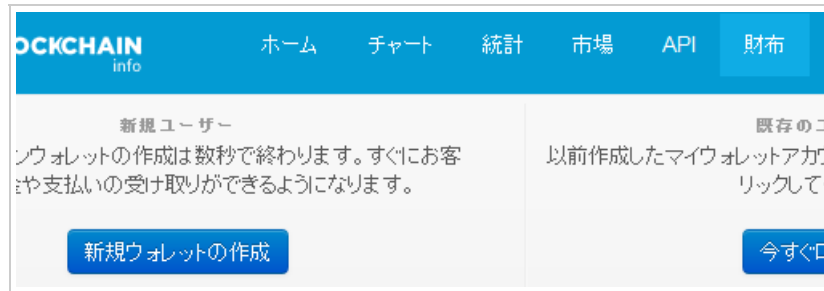 OCKCHAIN
info
ホーム
チャート
統計
市場
API
財布
新規ユーザー
ンウォレットの作成は数秒で終わります。すぐにお客
や支払いの受け取りができるようになります。
新規ウォレットの作成
既存の
以前作成したマイウォレットアカ
リックして
今すぐ